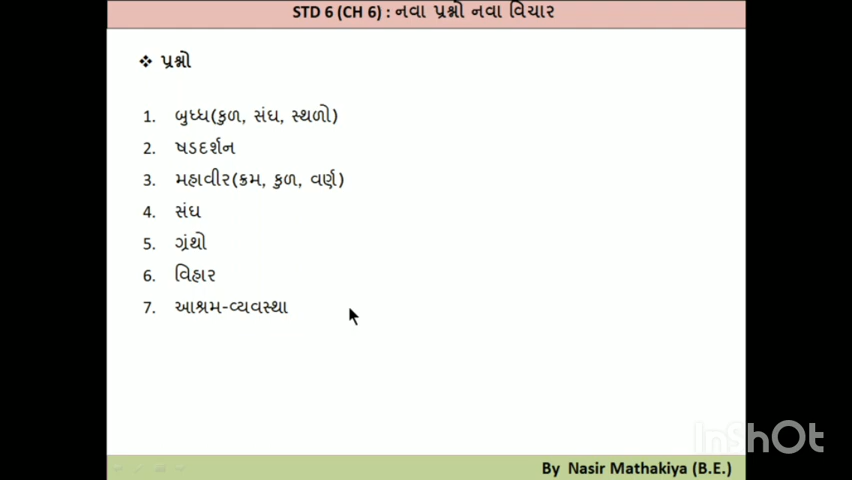 STD 6 (CH 6) : નવા પ્રશ્નો નવા વિચાર
❖ પ્રશ્નો
1. બુધ્ધ(કુળ, સંઘ, સ્થળો)
2. ષડદર્શન
3. મહાવીર(ક્રમ, કુળ, વર્ણ)
4. સંઘ
5. ગ્રંથો
6. વિહાર
7. આશ્રમ-વ્યવસ્થા
InShOt
By Nasir Mathakiya (B.E.)